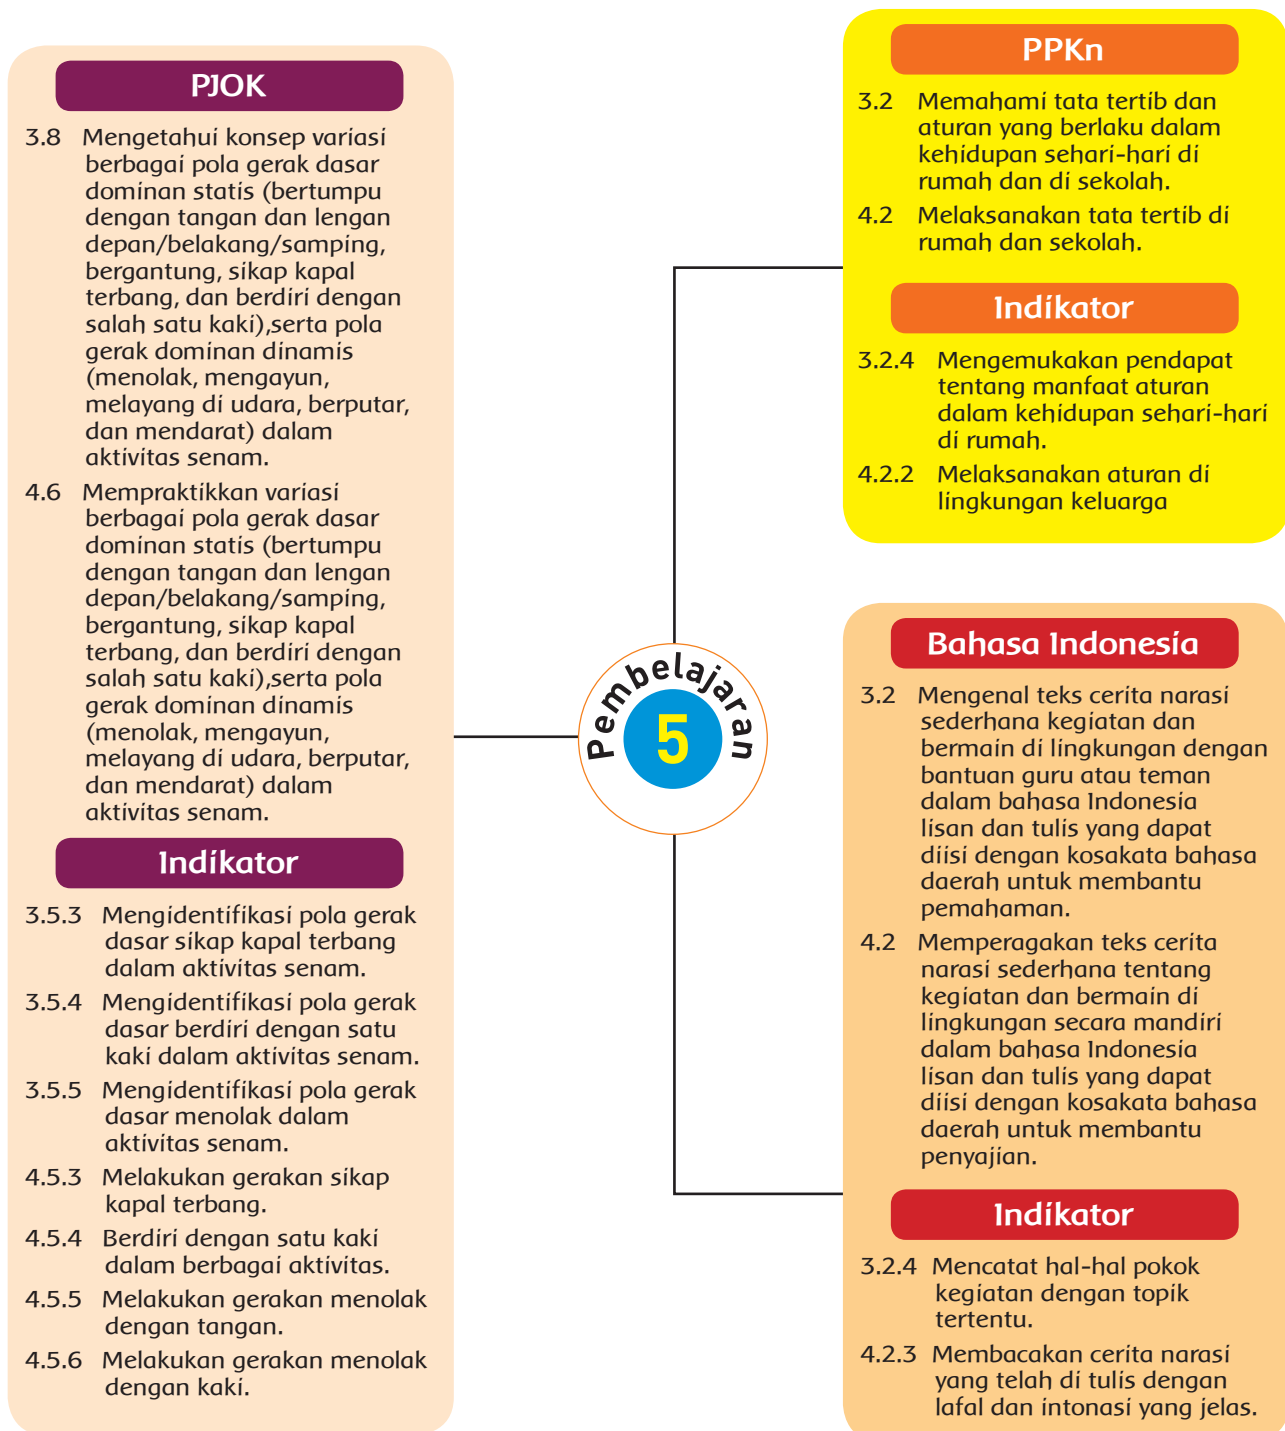 PJOK
3.8 Mengetahui konsep variasi
berbagai pola gerak dasar
dominan statis (bertumpu
dengan tangan dan lengan
depan/belakang/samping,
bergantung, sikap kapal
terbang, dan berdiri dengan
salah satu kaki),serta pola
gerak dominan dinamis
(menolak, mengayun,
melayang di udara, berputar,
dan mendarat) dalam
aktivitas senam.
4.6 Mempraktikkan variasi
berbagai pola gerak dasar
dominan statis (bertumpu
dengan tangan dan lengan
depan/belakang/samping,
bergantung, sikap kapal
terbang, dan berdiri dengan
salah satu kaki),serta pola
gerak dominan dinamis
(menolak, mengayun,
melayang di udara, berputar,
dan mendarat) dalam
aktivitas senam.
Indikator
3.5.3 Mengidentifikasi pola gerak
dasar sikap kapal terbang
dalam aktivitas senam.
3.5.4 Mengidentifikasi pola gerak
dasar berdiri dengan satu
kaki dalam aktivitas senam.
3.5.5 Mengidentifikasi pola gerak
dasar menolak dalam
aktivitas senam.
4.5.3 Melakukan gerakan sikap
kapal terbang.
4.5.4 Berdiri dengan satu kaki
dalam berbagai aktivitas.
4.5.5 Melakukan gerakan menolak
dengan tangan.
4.5.6 Melakukan gerakan menolak
dengan kaki.
Pembelajaran
5
PPKn
3.2 Memahami tata tertib dan
aturan yang berlaku dalam
kehidupan sehari-hari di
rumah dan di sekolah.
4.2 Melaksanakan tata tertib di
rumah dan sekolah.
Indikator
3.2.4 Mengemukakan pendapat
tentang manfaat aturan
dalam kehidupan sehari-hari
di rumah.
4.2.2 Melaksanakan aturan di
lingkungan keluarga
Bahasa Indonesia
3.2 Mengenal teks cerita narasi
sederhana kegiatan dan
bermain di lingkungan dengan
bantuan guru atau teman
dalam bahasa Indonesia
lisan dan tulis yang dapat
diisi dengan kosakata bahasa
daerah untuk membantu
pemahaman.
4.2 Memperagakan teks cerita
narasi sederhana tentang
kegiatan dan bermain di
lingkungan secara mandiri
dalam bahasa Indonesia
lisan dan tulis yang dapat
diisi dengan kosakata bahasa
daerah untuk membantu
penyajian.
Indikator
3.2.4 Mencatat hal-hal pokok
kegiatan dengan topik
tertentu.
4.2.3 Membacakan cerita narasi
yang telah di tulis dengan
lafal dan intonasi yang jelas.